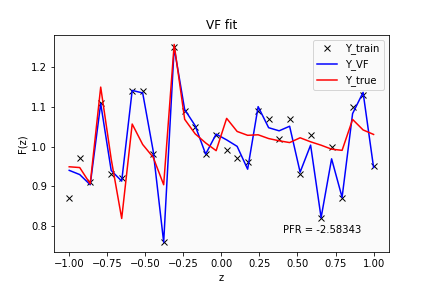 VF fit
Y_train
Y_VF
Y_true
F(z)
1.2
1.1
1.0
0.9
0.8
PFR = -2.58343
−1.00 −0.75 −0.50 −0.25 0.00 0.25 0.50 0.75 1.00
z